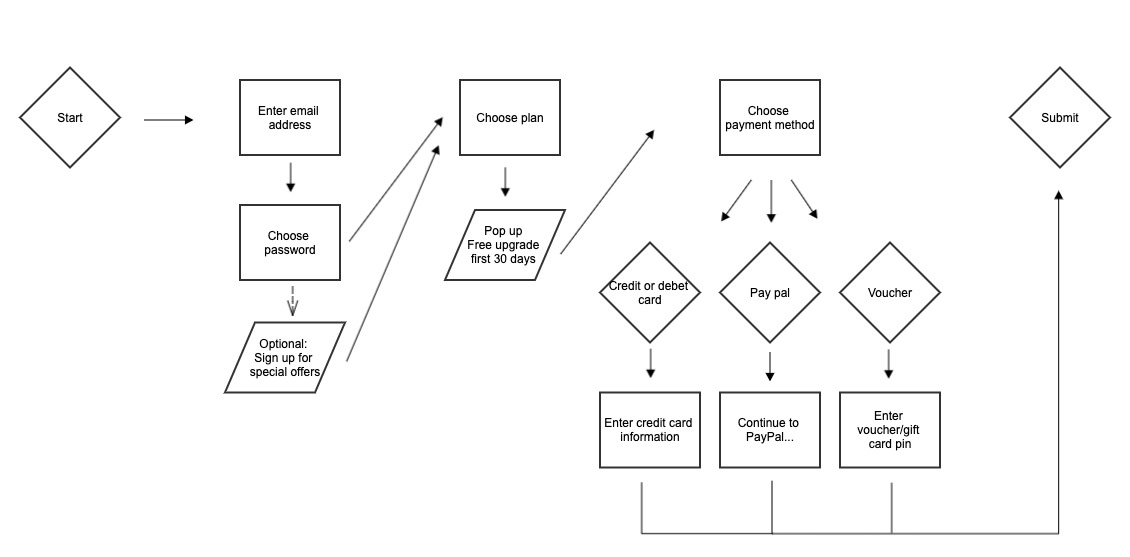 Start
Enter email
address
Choose
password
Optional:
Sign up for
special offers
Choose plan
Pop up
Free upgrade
first 30 days
Choose
payment method
Credit or debet
card
Pay pal
Voucher
Enter credit card
information
Continue to
PayPal...
Enter
voucher/gift
card pin
Submit